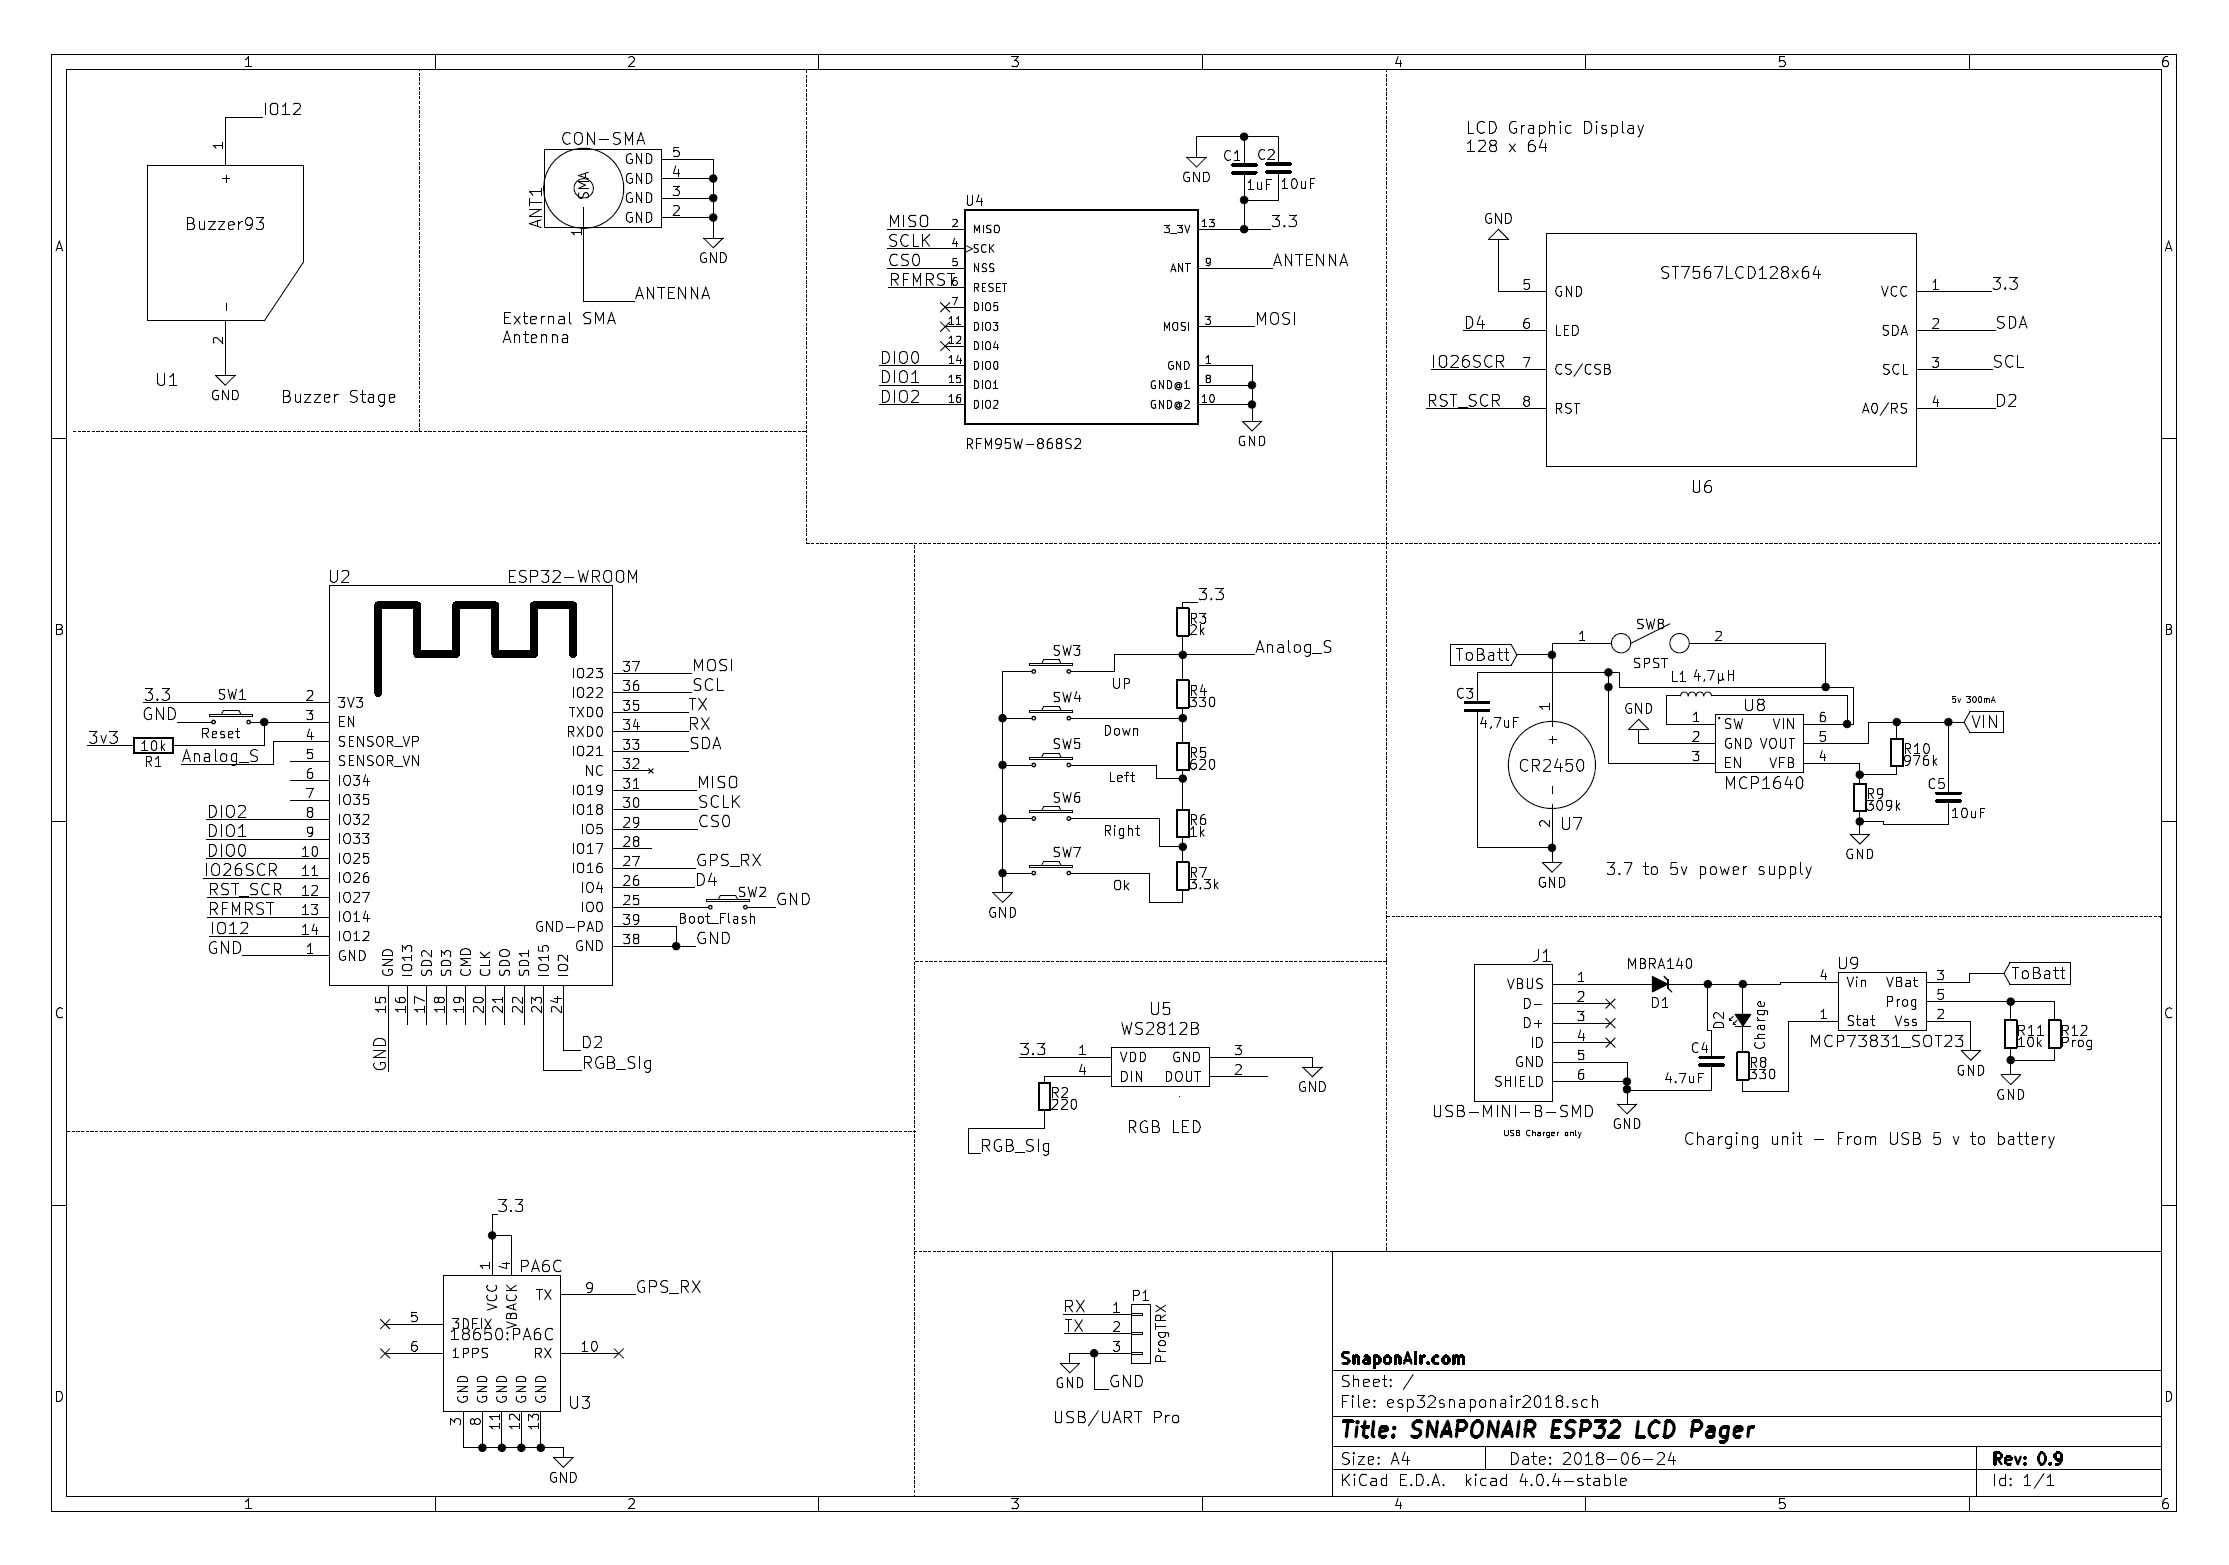 1 2 3 4 5 6
A
B
C
D
A
B
C
D
IO12
1
+
Buzzer93
-
2
U1
GND
Buzzer Stage
CON-SMA
SMA
ANT1
GND 5
GND 4
GND 3
GND 2
1
GND
ANTENNA
External SMA
Antenna
C1
1uF
C2
10uF
GND
U4
MISO 2 MISO
SCLK 4 SCK
CS0 5 NSS
RFMRST 6 RESET
7 DIO5
11 DIO3
12 DIO4
DIO0 14 DIO0
DIO1 15 DIO1
DIO2 16 DIO2
3_3V 13 3.3
ANT 9 ANTENNA
MOSI 3 MOSI
GND 1
GND@1 8
GND@2 10
GND
RFM95W-868S2
LCD Graphic Display
128 x 64
GND
ST7567LCD128x64
5 GND
D4 6 LED
IO26SCR 7 CS/CSB
RST_SCR 8 RST
VCC 1 3.3
SDA 2 SDA
SCL 3 SCL
A0/RS 4 D2
U6
U2
ESP32-WROOM
3.3 2 3V3
SW1
GND
Reset
3 EN
3v3
10k
R1
4 SENSOR_VP
Analog_S
5 SENSOR_VN
6 IO34
7 IO35
DIO2 8 IO32
DIO1 9 IO33
DIO0 10 IO25
IO26SCR 11 IO26
RST_SCR 12 IO27
RFMRST 13 IO14
IO12 14 IO12
GND 1 GND
IO23 37 MOSI
IO22 36 SCL
TXD0 35 TX
RXD0 34 RX
IO21 33 SDA
NC 32
IO19 31 MISO
IO18 30 SCLK
IO5 29 CS0
IO17 28
IO16 27 GPS_RX
IO4 26 D4
IO0 25
SW2
Boot_Flash
GND
GND-PAD 39
GND 38
GND
GND 15
IO13 16
SD2 17
SD3 18
CMD 19
CLK 20
SDO 21
SD1 22
IO15 23
IO2 24
GND
D2
RGB_SIg
3.3
R3
2k
Analog_S
SW3
UP
R4
330
SW4
Down
R5
620
SW5
Left
R6
1k
SW6
Right
R7
3.3k
SW7
Ok
GND
ToBatt
1 SW8 2
SPST
L1 4,7µH
C3
4,7uF
1
+
CR2450
-
2
U7
GND
GND
U8
1 SW
2 GND
3 EN
VIN 6
VOUT 5
VFB 4
MCP1640
5v 300mA
VIN
R10
976k
R9
309k
C5
10uF
GND
3.7 to 5v power supply
J1
VBUS 1
D- 2
D+ 3
ID 4
GND 5
SHIELD 6
USB-MINI-B-SMD
USB Charger only
GND
MBRA140
D1
C4
4.7uF
D2
Charge
R8
330
U9
4 Vin
1 Stat
VBat 3
Prog 5
Vss 2
MCP73831_SOT23
ToBatt
GND
R11
10k
R12
Prog
GND
Charging unit - From USB 5 v to battery
U5
WS2812B
3.3 1 VDD
4 DIN
GND 3
DOUT 2
GND
R2
220
RGB_SIg
RGB LED
3.3
1
4
PA6C
VCC
VBACK
5 3DFIX
18650:PA6C
6 1PPS
TX 9 GPS_RX
RX 10
GND 3
GND 8
GND 11
GND 12
GND 13
U3
GND
P1
RX 1
TX 2
3
ProgTRX
GND
GND
USB/UART Pro
SnaponAIr.com
Sheet: /
File: esp32snaponair2018.sch
Title: SNAPONAIR ESP32 LCD Pager
Size: A4
Date: 2018-06-24
Rev: 0.9
KiCad E.D.A. kicad 4.0.4-stable
Id: 1/1
1 2 3 4 5 6